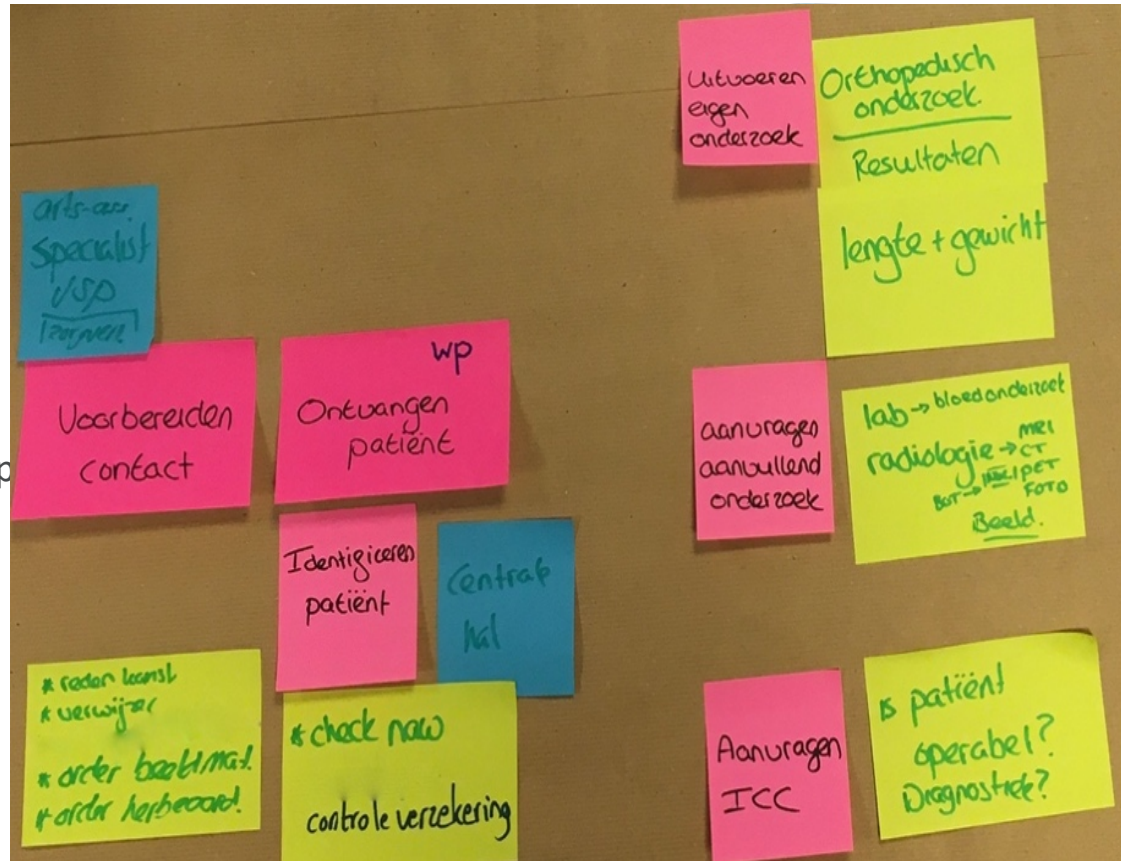 arts-ass.
Specialist
VSP
Voorbereiden
contact
wp
Ontvangen
patiënt
Identificeren
patiënt
Centrale
hal
* reden komst
* verwijzer
* order beeldmat.
* order herbeoord.
* check naw
controle verzekering
Uitvoeren
eigen
onderzoek
Orthopedisch
onderzoek.
Resultaten
lengte + gewicht
aanvragen
aanvullend
onderzoek
lab → bloedonderzoek
radiologie → MRI
CT
PET
FOTO
BOT →
Beeld.
Aanvragen
ICC
is patiënt
operabel?
Diagnostiek?
p